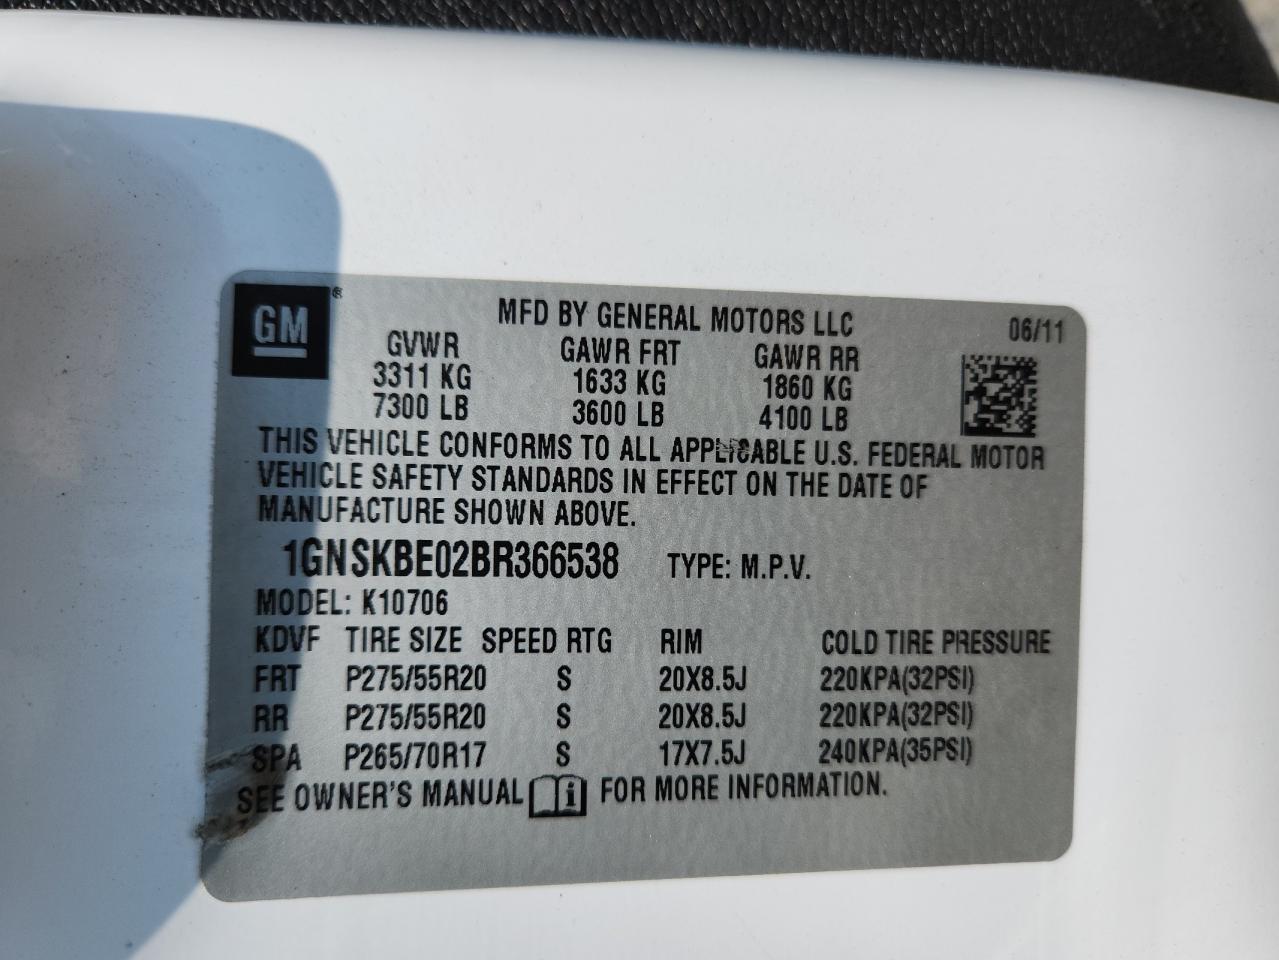 GM®
MFD BY GENERAL MOTORS LLC 06/11
GVWR GAWR FRT GAWR RR
3311 KG 1633 KG 1860 KG
7300 LB 3600 LB 4100 LB
THIS VEHICLE CONFORMS TO ALL APPLICABLE U.S. FEDERAL MOTOR
VEHICLE SAFETY STANDARDS IN EFFECT ON THE DATE OF
MANUFACTURE SHOWN ABOVE.
1GNSKBE02BR366538 TYPE: M.P.V.
MODEL: K10706
KDVF TIRE SIZE SPEED RTG RIM COLD TIRE PRESSURE
FRT P275/55R20 S 20X8.5J 220KPA(32PSI)
RR P275/55R20 S 20X8.5J 220KPA(32PSI)
SPA P265/70R17 S 17X7.5J 240KPA(35PSI)
SEE OWNER'S MANUAL i FOR MORE INFORMATION.